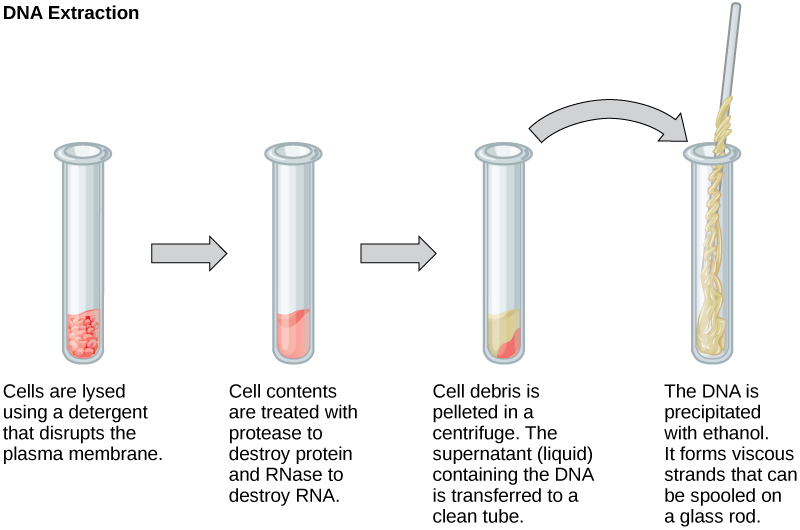 DNA Extraction
Cells are lysed
using a detergent
that disrupts the
plasma membrane.
Cell contents
are treated with
protease to
destroy protein
and RNase to
destroy RNA.
Cell debris is
pelleted in a
centrifuge. The
supernatant (liquid)
containing the DNA
is transferred to a
clean tube.
The DNA is
precipitated
with ethanol.
It forms viscous
strands that can
be spooled on
a glass rod.